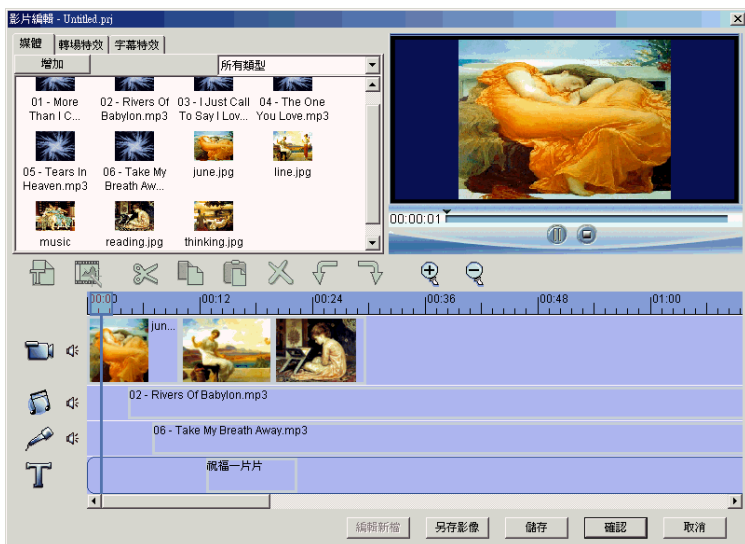 影片編輯 - Untitled.prj
媒體 轉場特效 字幕特效
增加 所有類型
01 - More Than I C...
02 - Rivers Of Babylon.mp3
03 - I Just Call To Say I Lov...
04 - The One You Love.mp3
05 - Tears In Heaven.mp3
06 - Take My Breath Aw...
june.jpg
line.jpg
music
reading.jpg
thinking.jpg
00:00:01
00:00 00:12 00:24 00:36 00:48 01:00
jun...
02 - Rivers Of Babylon.mp3
06 - Take My Breath Away.mp3
T
祝福一片片
編輯新檔 另存影像 儲存 確認 取消